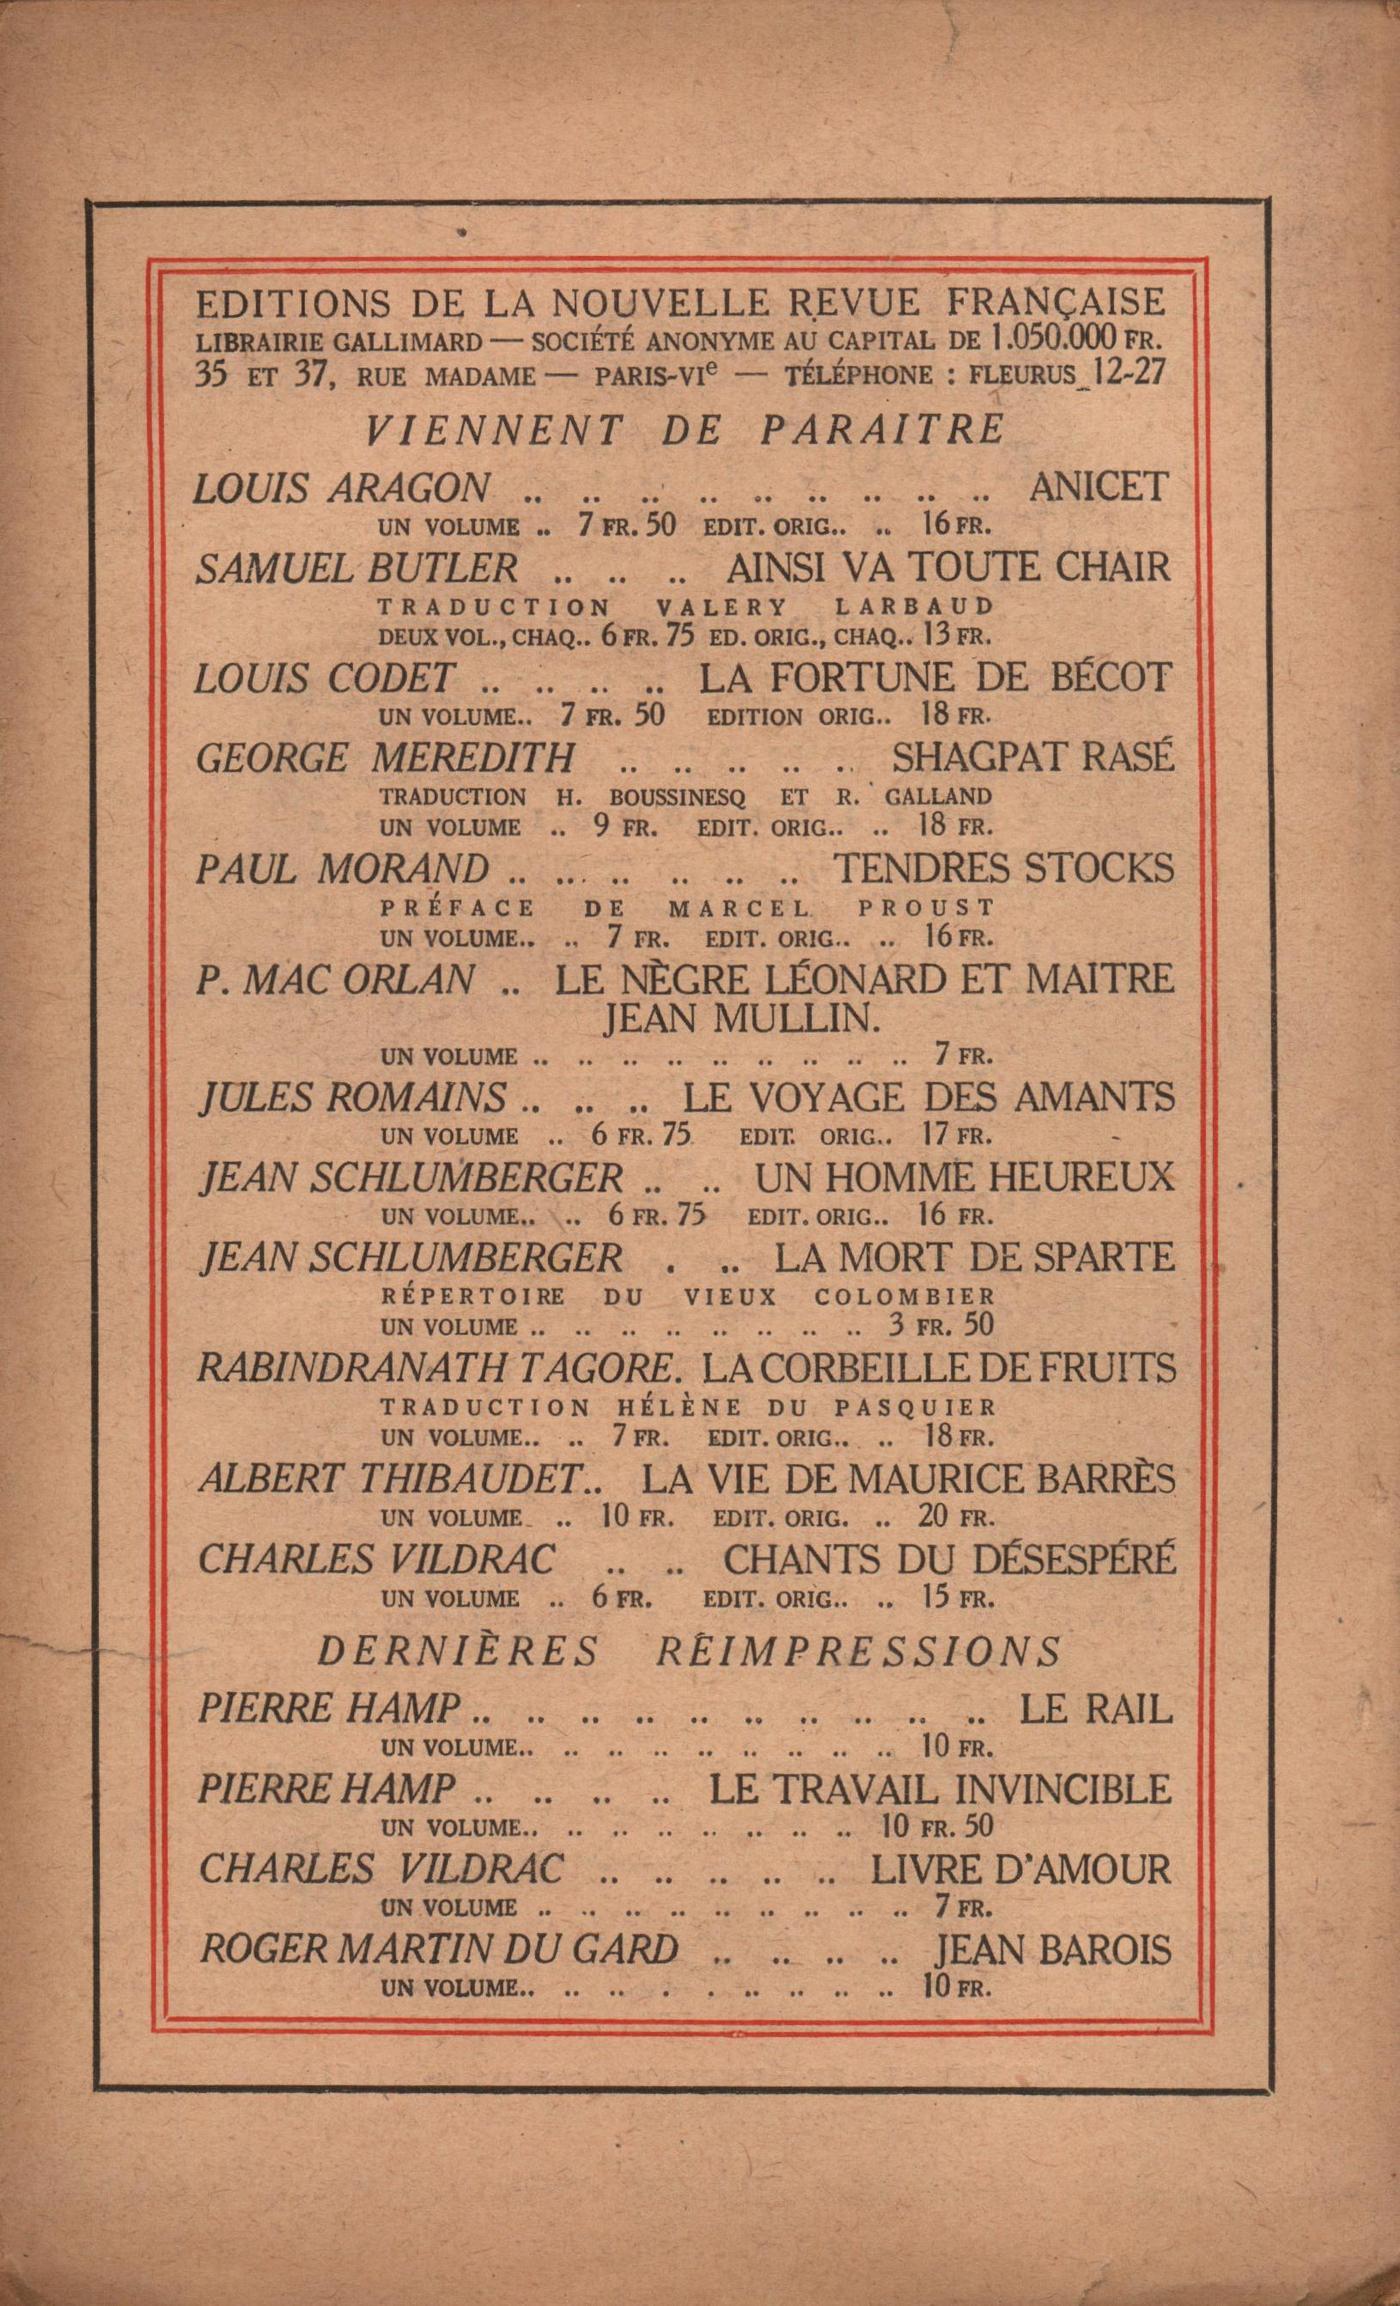 EDITIONS DE LA NOUVELLE REVUE FRANÇAISE
LIBRAIRIE GALLIMARD — SOCIÉTÉ ANONYME AU CAPITAL DE 1.050.000 FR.
35 ET 37, RUE MADAME — PARIS-VIe — TÉLÉPHONE : FLEURUS 12-27
VIENNENT DE PARAITRE
LOUIS ARAGON .. .. .. .. .. .. .. .. .. ANICET
UN VOLUME .. 7 FR. 50 EDIT. ORIG.. .. 16 FR.
SAMUEL BUTLER .. .. .. AINSI VA TOUTE CHAIR
TRADUCTION VALERY LARBAUD
DEUX VOL., CHAQ.. 6 FR. 75 ED. ORIG., CHAQ.. 13 FR.
LOUIS CODET .. .. .. .. LA FORTUNE DE BÉCOT
UN VOLUME.. 7 FR. 50 EDITION ORIG.. 18 FR.
GEORGE MEREDITH .. .. .. .. .. SHAGPAT RASÉ
TRADUCTION H. BOUSSINESQ ET R. GALLAND
UN VOLUME .. 9 FR. EDIT. ORIG.. .. 18 FR.
PAUL MORAND .. ... .. .. .. .. TENDRES STOCKS
PRÉFACE DE MARCEL PROUST
UN VOLUME.. .. 7 FR. EDIT. ORIG.. .. 16 FR.
P. MAC ORLAN .. LE NÈGRE LÉONARD ET MAITRE
JEAN MULLIN.
UN VOLUME .. .. .. .. .. .. .. .. .. 7 FR.
JULES ROMAINS .. .. .. LE VOYAGE DES AMANTS
UN VOLUME .. 6 FR. 75 EDIT. ORIG.. 17 FR.
JEAN SCHLUMBERGER .. .. UN HOMME HEUREUX
UN VOLUME.. .. 6 FR. 75 EDIT. ORIG.. 16 FR.
JEAN SCHLUMBERGER . .. LA MORT DE SPARTE
RÉPERTOIRE DU VIEUX COLOMBIER
UN VOLUME .. .. .. .. .. .. .. .. 3 FR. 50
RABINDRANATH TAGORE. LA CORBEILLE DE FRUITS
TRADUCTION HÉLÈNE DU PASQUIER
UN VOLUME.. .. 7 FR. EDIT. ORIG.. .. 18 FR.
ALBERT THIBAUDET.. LA VIE DE MAURICE BARRÈS
UN VOLUME .. 10 FR. EDIT. ORIG. .. 20 FR.
CHARLES VILDRAC .. .. CHANTS DU DÉSESPÉRÉ
UN VOLUME .. 6 FR. EDIT. ORIG.. .. 15 FR.
DERNIÈRES RÉIMPRESSIONS
PIERRE HAMP .. .. .. .. .. .. .. .. .. .. LE RAIL
UN VOLUME.. .. .. .. .. .. .. .. .. 10 FR.
PIERRE HAMP .. .. .. .. LE TRAVAIL INVINCIBLE
UN VOLUME.. .. .. .. .. .. .. .. 10 FR. 50
CHARLES VILDRAC .. .. .. .. .. LIVRE D'AMOUR
UN VOLUME .. .. .. .. .. .. .. .. .. 7 FR.
ROGER MARTIN DU GARD .. .. .. .. JEAN BAROIS
UN VOLUME.. .. .. . . .. .. .. .. 10 FR.